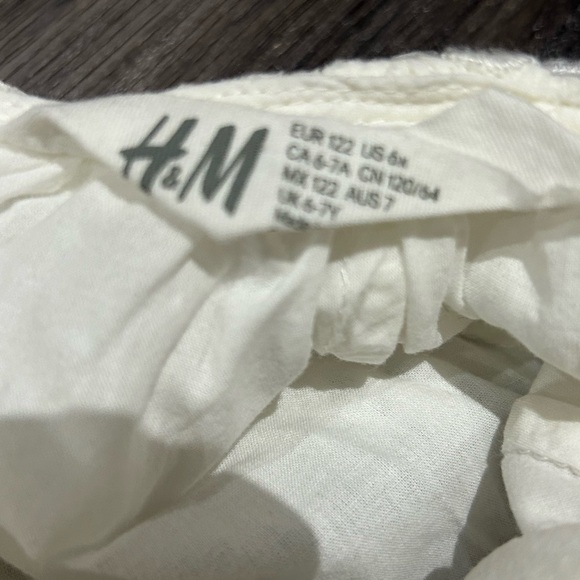 H&M
EUR 122 US 6x
CA 6-7A CN 120/64
MX 122 AUS 7
UK 6-7Y